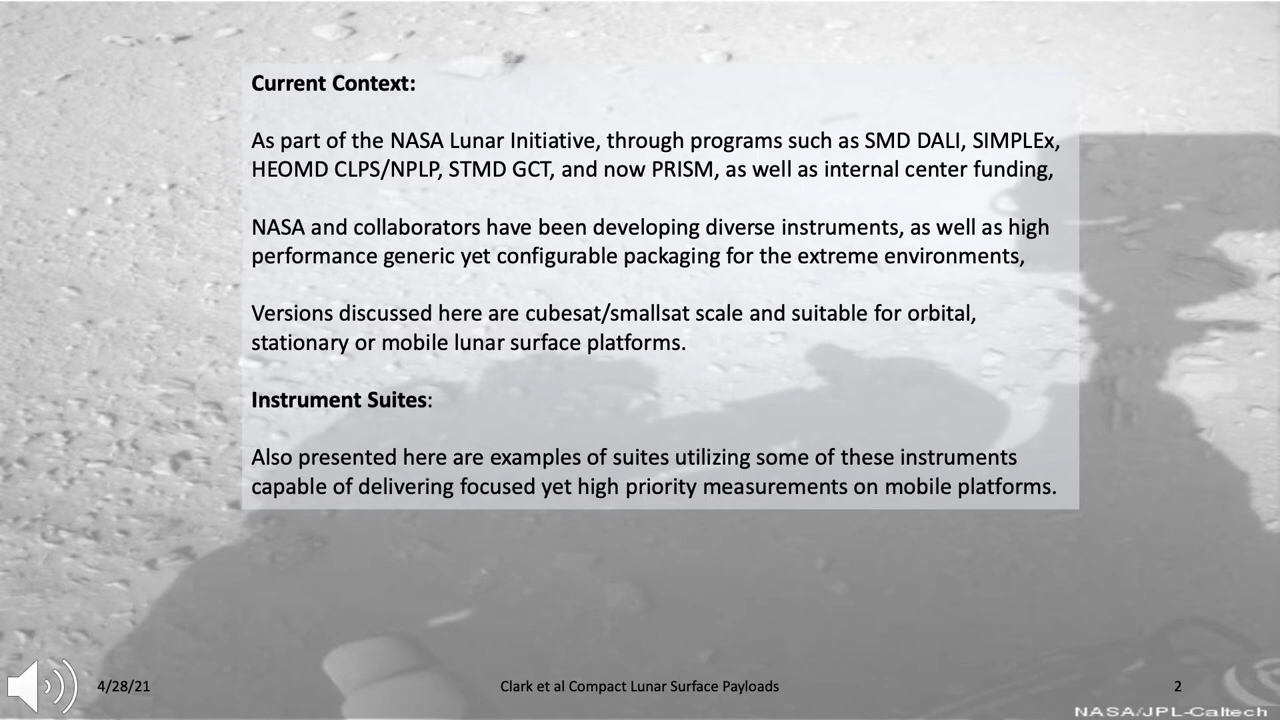 Current Context:
As part of the NASA Lunar Initiative, through programs such as SMD DALI, SIMPLEx,
HEOMD CLPS/NPLP, STMD GCT, and now PRISM, as well as internal center funding,
NASA and collaborators have been developing diverse instruments, as well as high
performance generic yet configurable packaging for the extreme environments,
Versions discussed here are cubesat/smallsat scale and suitable for orbital,
stationary or mobile lunar surface platforms.
Instrument Suites:
Also presented here are examples of suites utilizing some of these instruments
capable of delivering focused yet high priority measurements on mobile platforms.
4/28/21
Clark et al Compact Lunar Surface Payloads
2
NASA/JPL-Caltech